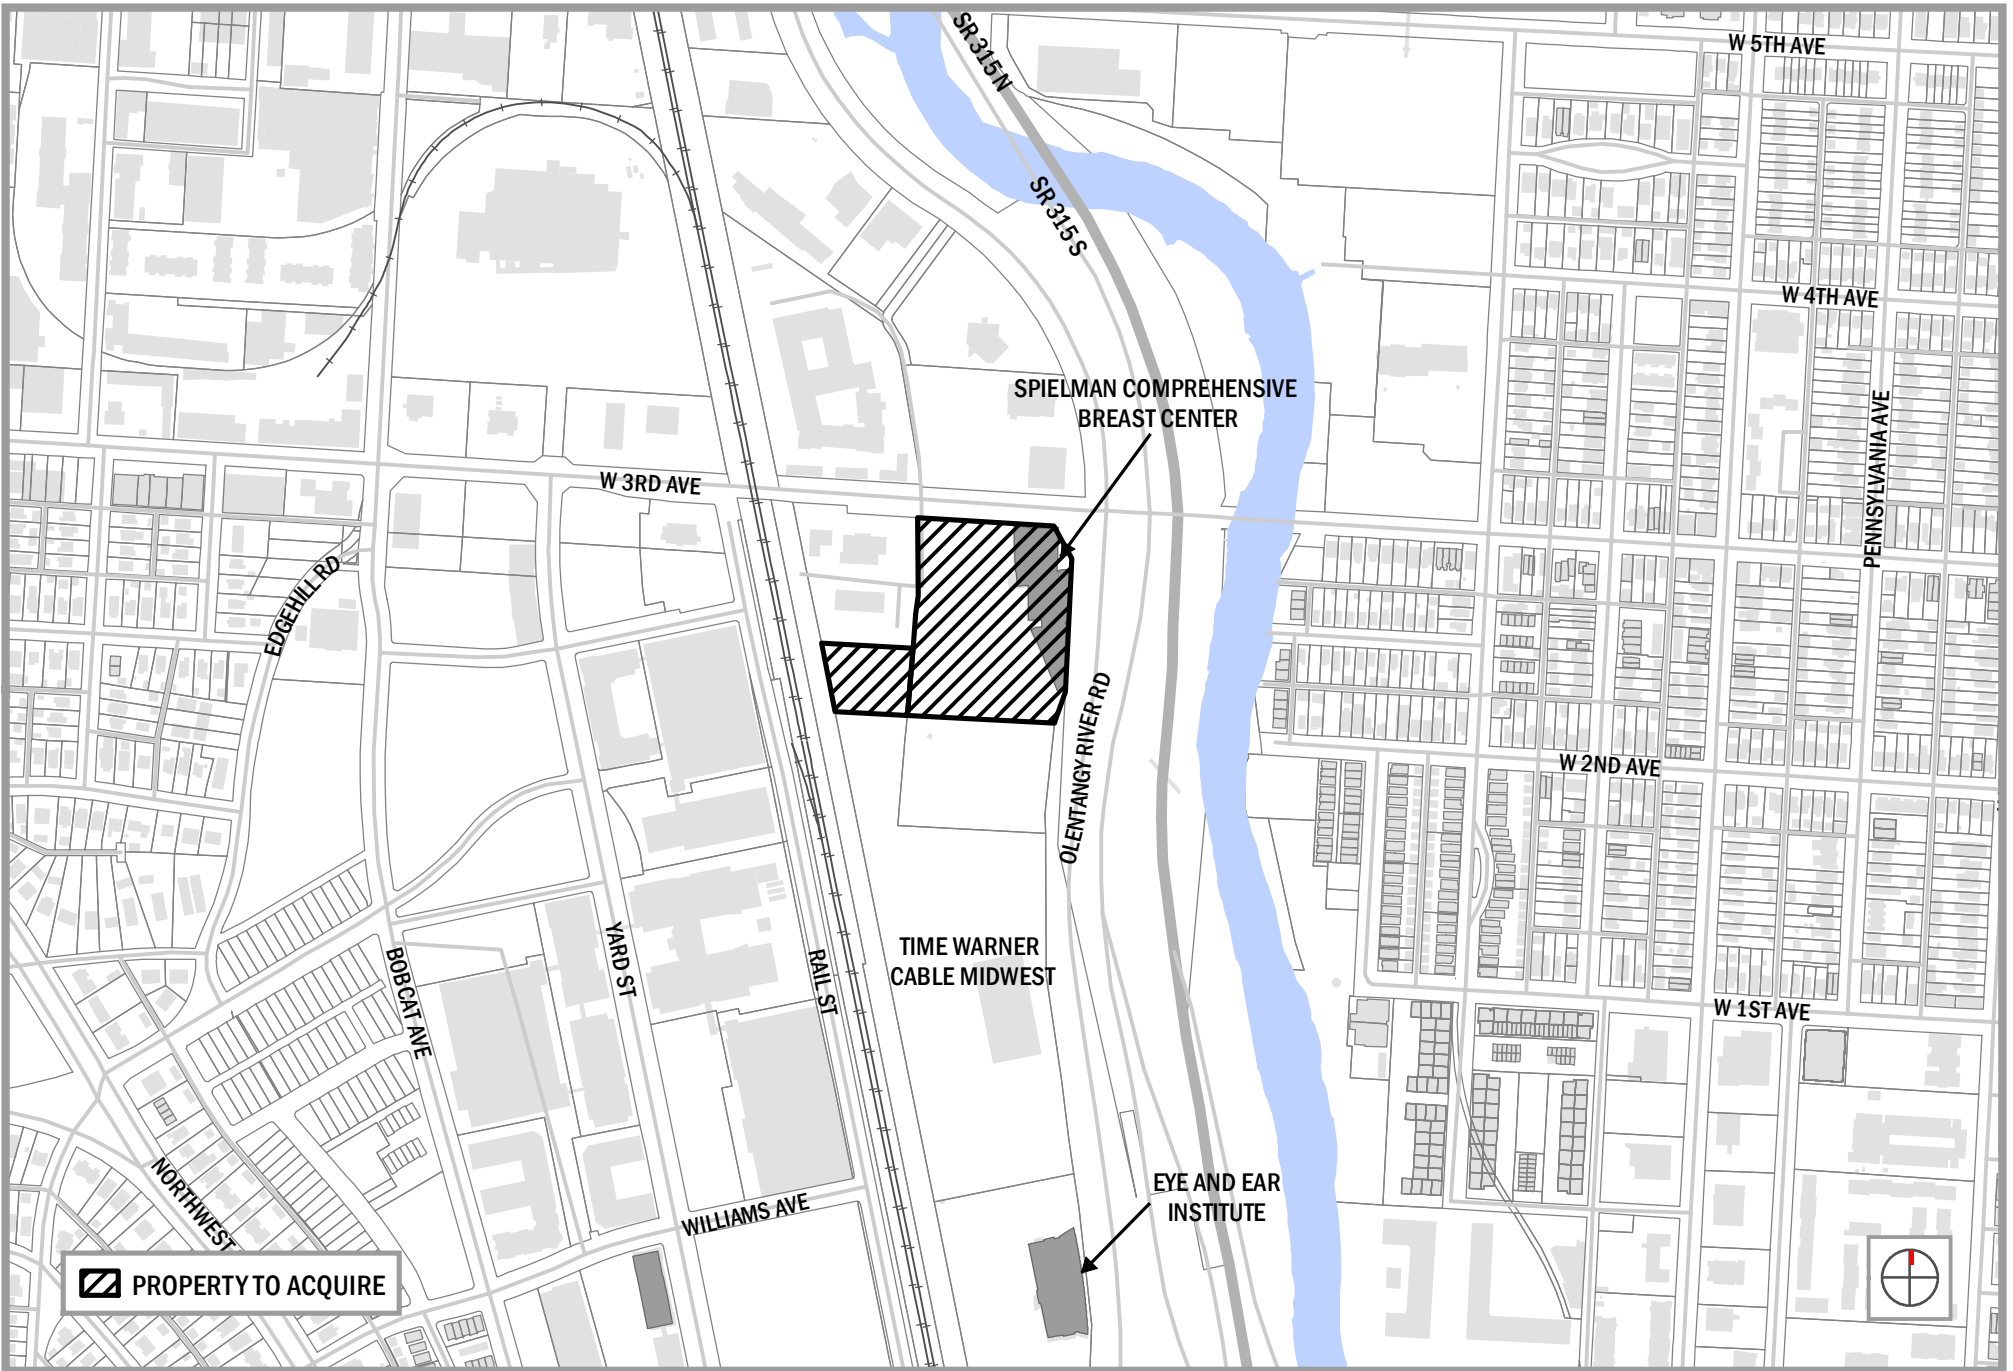 SR 315 N
W 5TH AVE
SR 315 S
W 4TH AVE
SPIELMAN COMPREHENSIVE
BREAST CENTER
PENNSYLVANIA AVE
W 3RD AVE
EDGEHILL RD
OLENTANGY RIVER RD
W 2ND AVE
YARD ST
RAIL ST
TIME WARNER
CABLE MIDWEST
BOBCAT AVE
W 1ST AVE
NORTHWEST
WILLIAMS AVE
EYE AND EAR
INSTITUTE
PROPERTY TO ACQUIRE